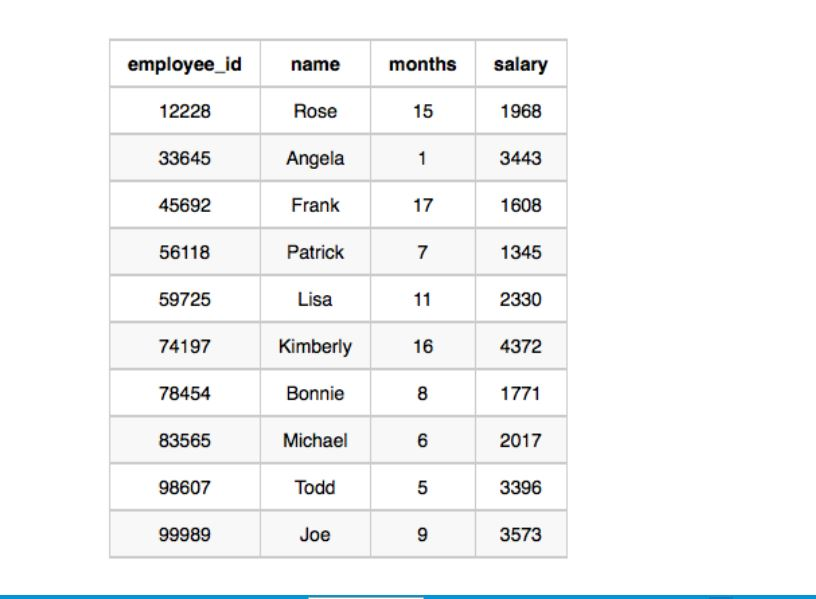 employee_id name months salary
12228 Rose 15 1968
33645 Angela 1 3443
45692 Frank 17 1608
56118 Patrick 7 1345
59725 Lisa 11 2330
74197 Kimberly 16 4372
78454 Bonnie 8 1771
83565 Michael 6 2017
98607 Todd 5 3396
99989 Joe 9 3573